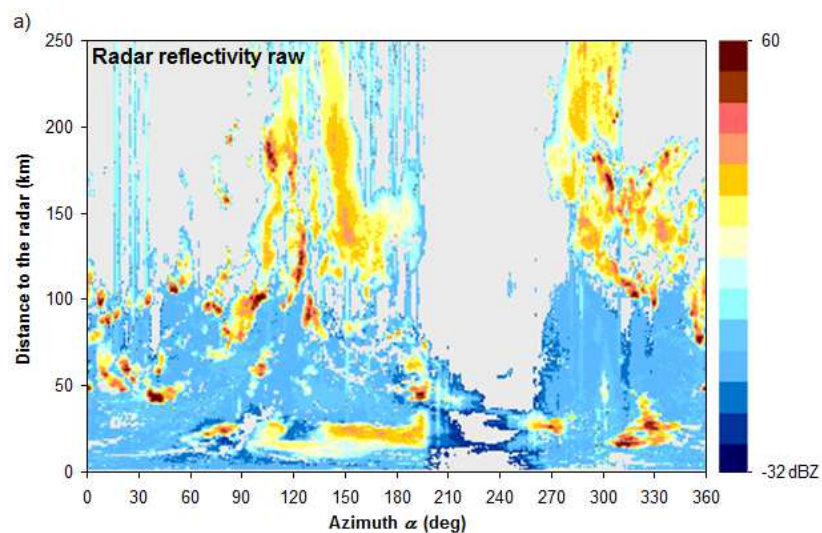 a)
Radar reflectivity raw
250
200
150
100
50
0
Distance to the radar (km)
0 30 60 90 120 150 180 210 240 270 300 330 360
Azimuth α (deg)
60
-32 dBZ